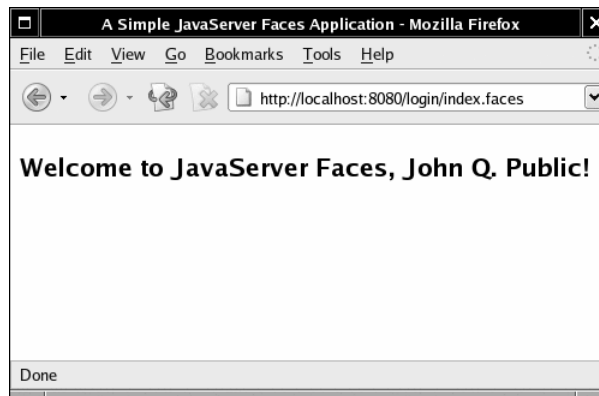 A Simple JavaServer Faces Application - Mozilla Firefox
File Edit View Go Bookmarks Tools Help
http://localhost:8080/login/index.faces
Welcome to JavaServer Faces, John Q. Public!
Done